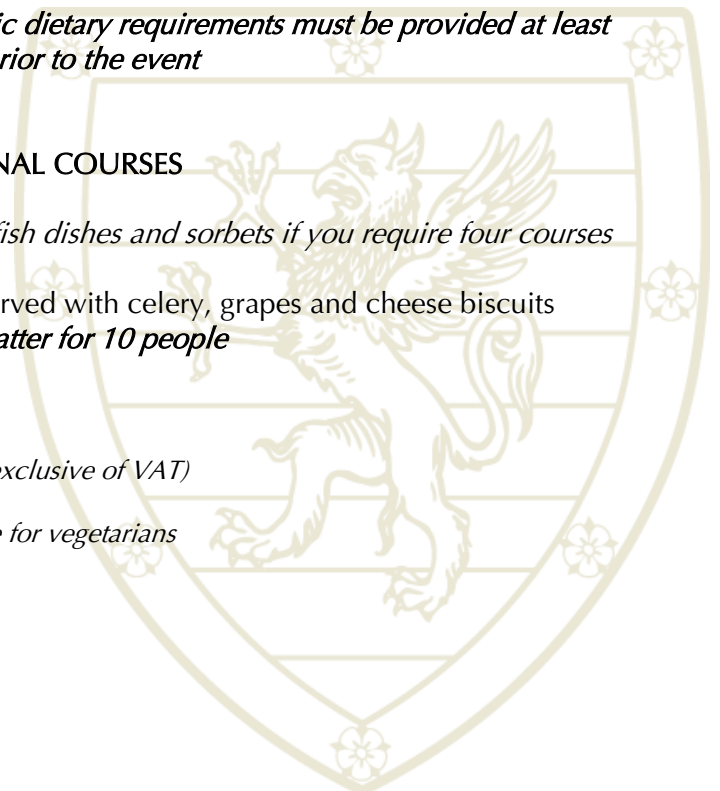 ic dietary requirements must be provided at least
rior to the event
NAL COURSES
fish dishes and sorbets if you require four courses
rved with celery, grapes and cheese biscuits
atter for 10 people
exclusive of VAT)
e for vegetarians